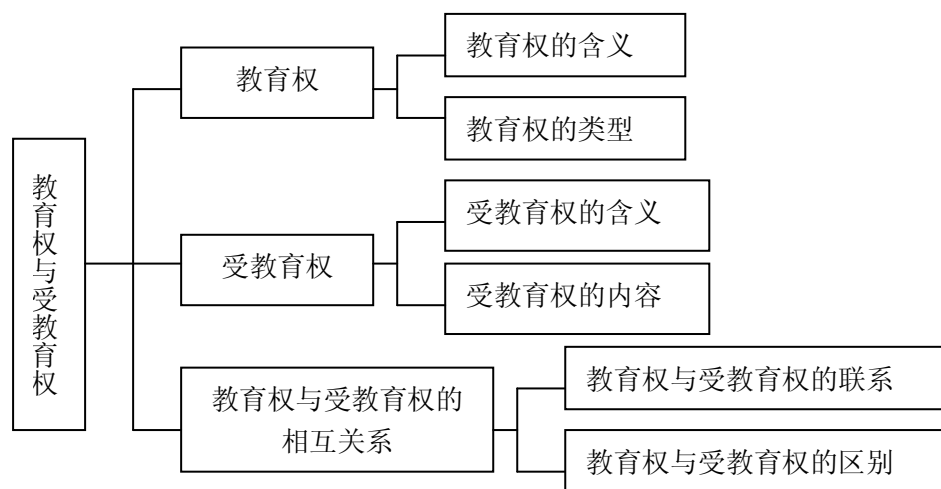 教育权与受教育权
教育权
教育权的含义
教育权的类型
受教育权
受教育权的含义
受教育权的内容
教育权与受教育权的
相互关系
教育权与受教育权的联系
教育权与受教育权的区别